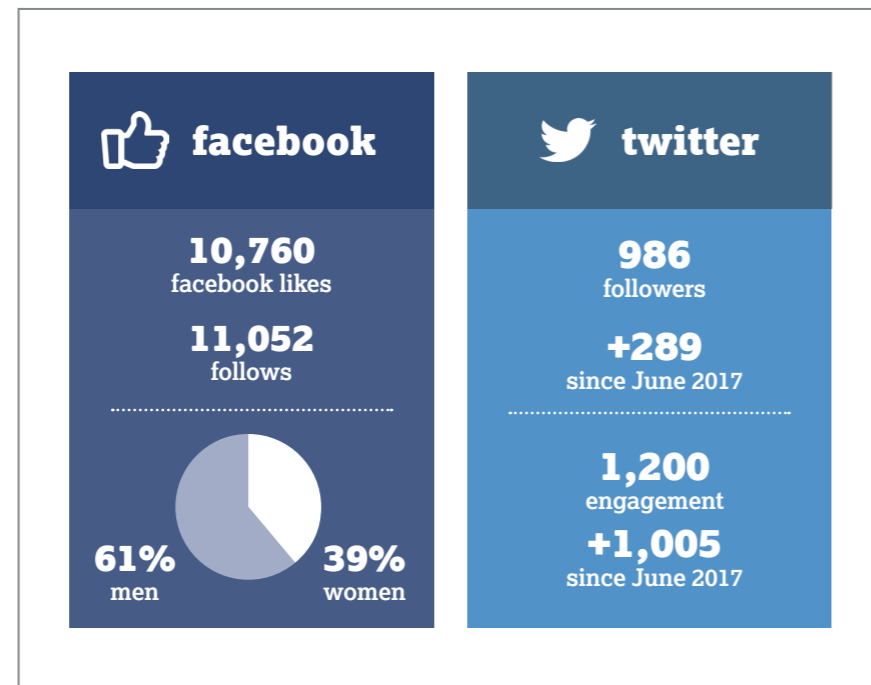 facebook
10,760
facebook likes
11,052
follows
61%
men
39%
women
twitter
986
followers
+289
since June 2017
1,200
engagement
+1,005
since June 2017